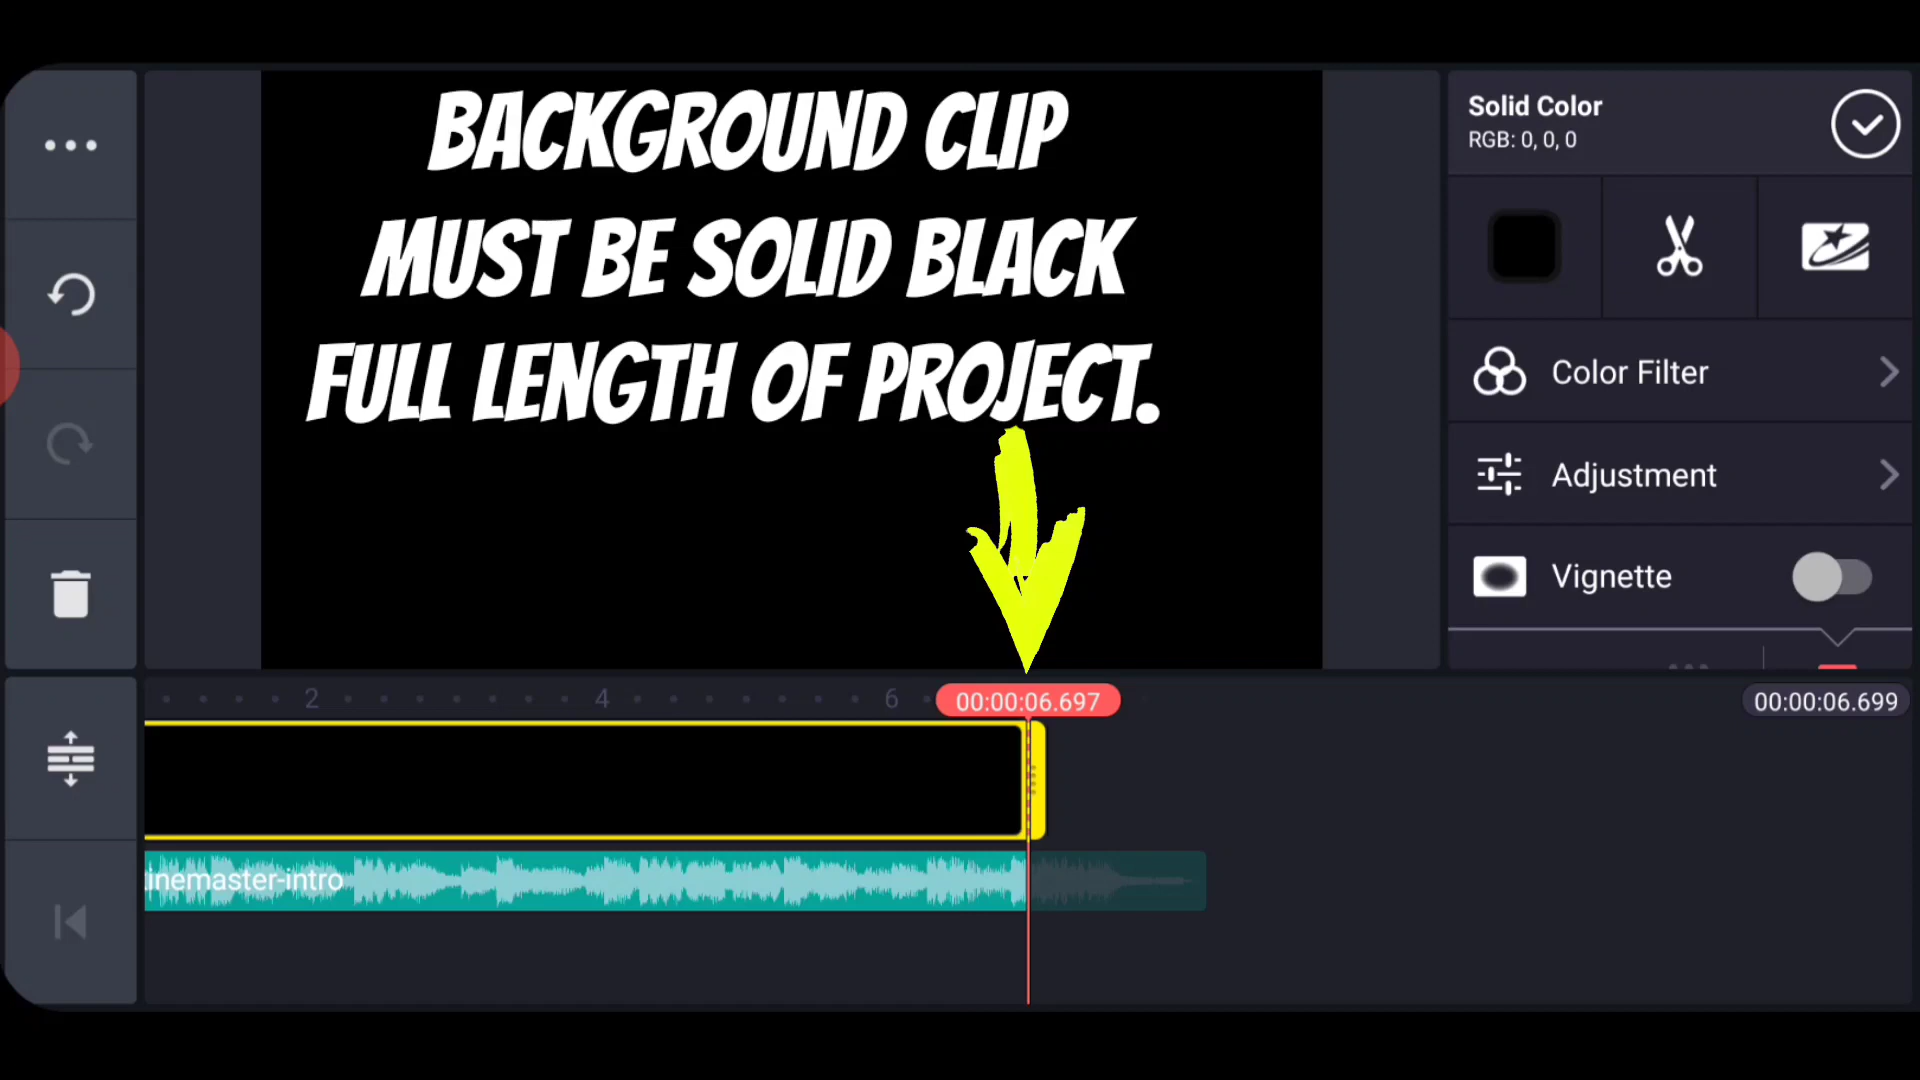 BACKGROUND CLIP
MUST BE SOLID BLACK
FULL LENGTH OF PROJECT.
Solid Color
RGB: 0, 0, 0
Color Filter
Adjustment
Vignette
2 4 6
00:00:06.697
00:00:06.699
inemaster-intro